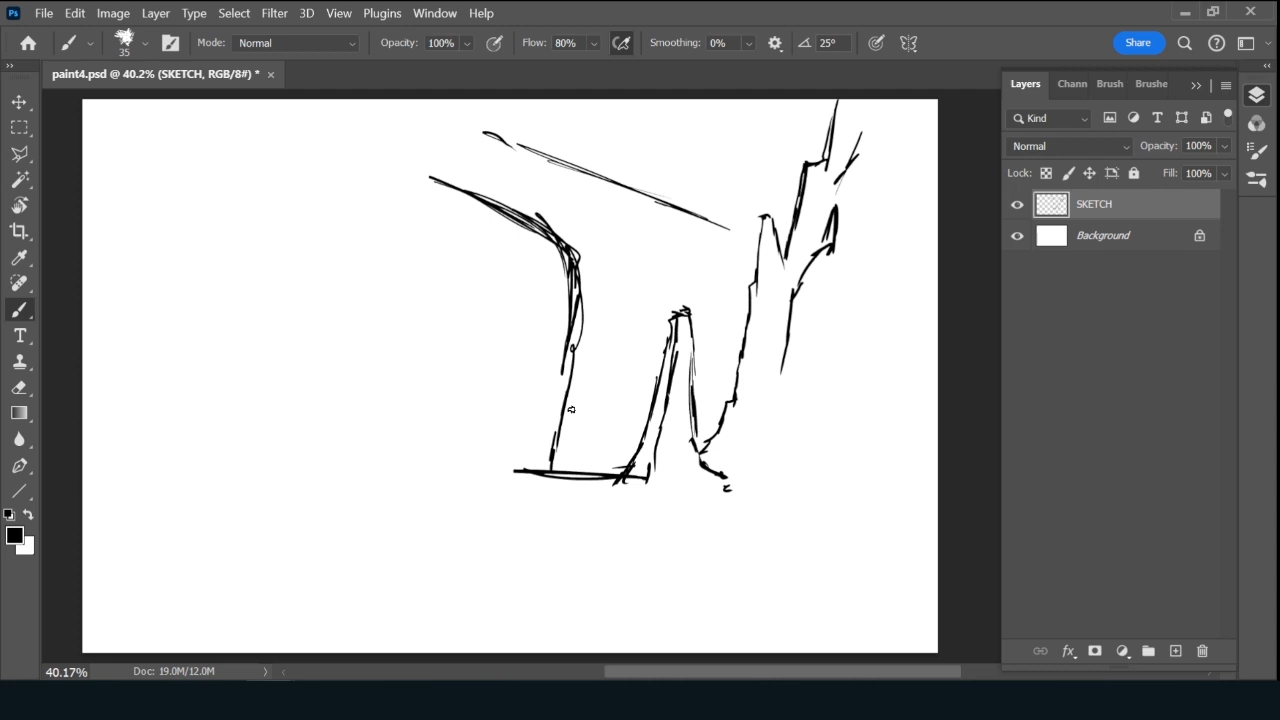 Ps File Edit Image Layer Type Select Filter 3D View Plugins Window Help
35 Mode: Normal Opacity: 100% Flow: 80% Smoothing: 0% 25° Share
paint4.psd @ 40.2% (SKETCH, RGB/8#) *
Layers Chann Brush Brushe
Kind
Normal Opacity: 100%
Lock: Fill: 100%
SKETCH
Background
T
fx
40.17% Doc: 19.0M/12.0M